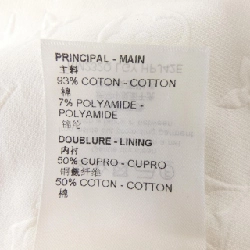 PRINCIPAL - MAIN
主料
93% COTON - COTTON
棉
7% POLYAMIDE -
POLYAMIDE
锦纶
DOUBLURE - LINING
内衬
50% CUPRO - CUPRO
铜氨纤维
50% COTON - COTTON
棉